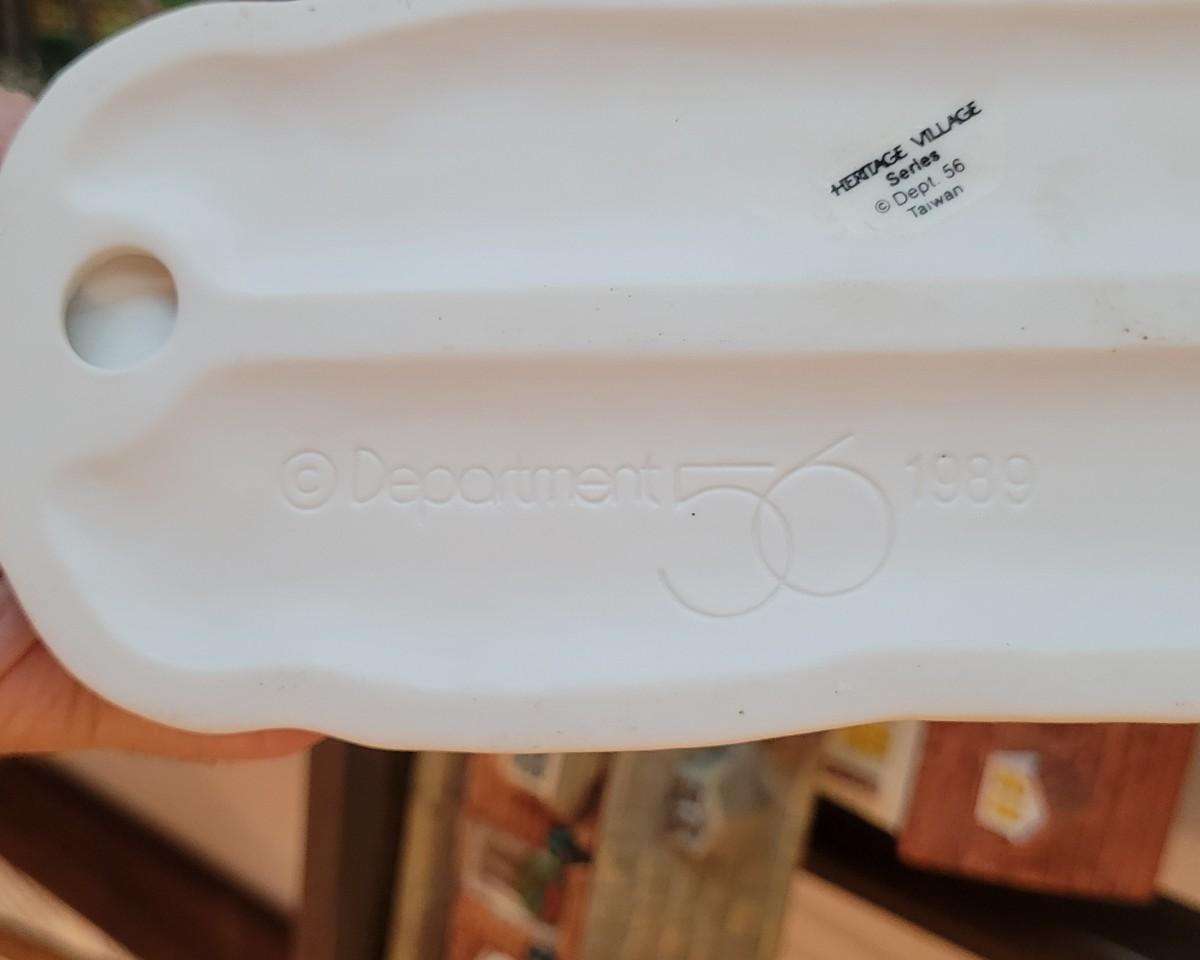 HERITAGE VILLAGE
Series
© Dept. 56
Taiwan
© Department 56 1989